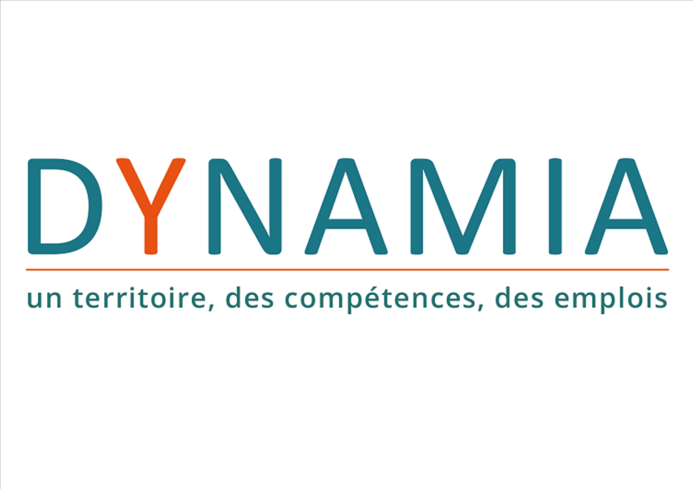 DYNAMIA
un territoire, des compétences, des emplois